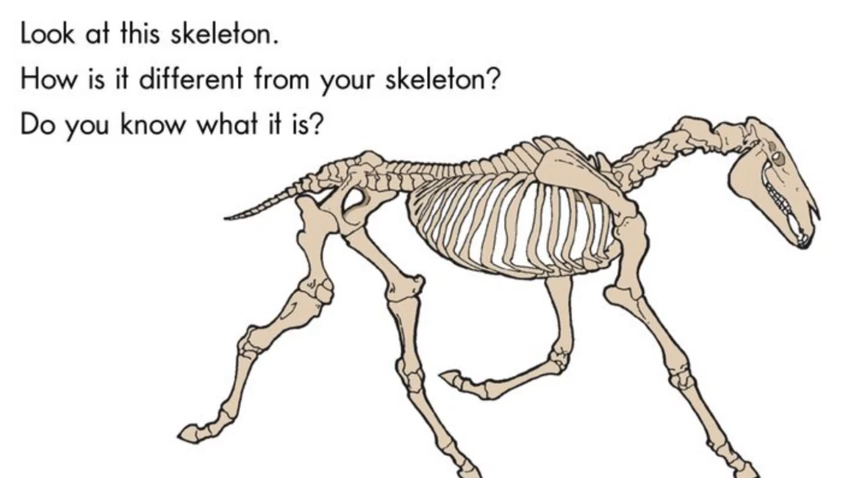 Look at this skeleton.
How is it different from your skeleton?
Do you know what it is?